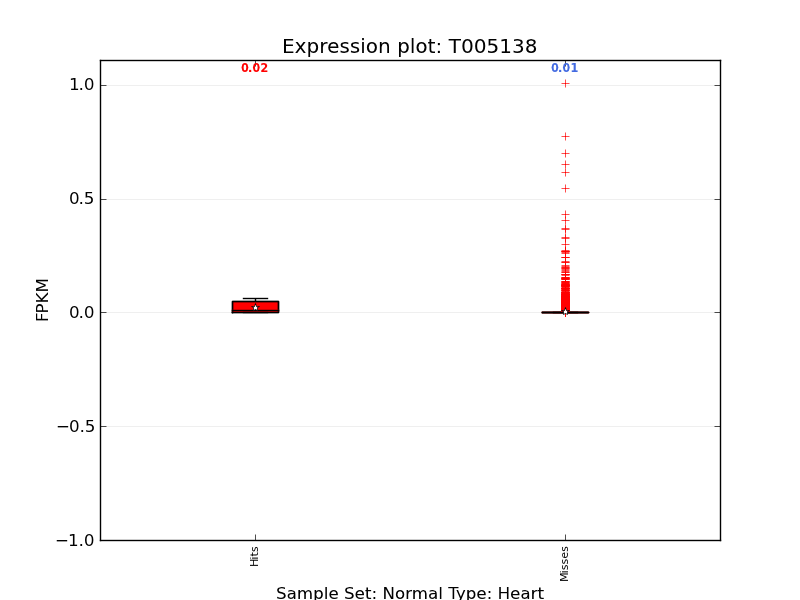 Expression plot: T005138
0.02
0.01
1.0
0.5
0.0
−0.5
−1.0
FPKM
Hits
Misses
Sample Set: Normal Type: Heart